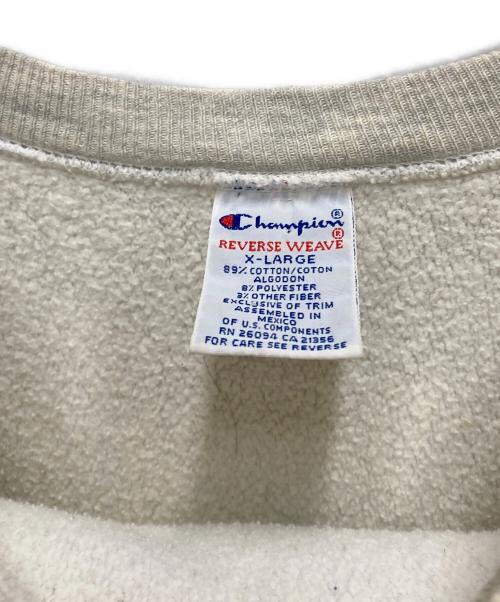 Champion®
REVERSE WEAVE®
X-LARGE
89% COTTON/COTON
ALGODON
8% POLYESTER
3% OTHER FIBER
EXCLUSIVE OF TRIM
ASSEMBLED IN
MEXICO
OF U.S. COMPONENTS
RN 26094 CA 21356
FOR CARE SEE REVERSE